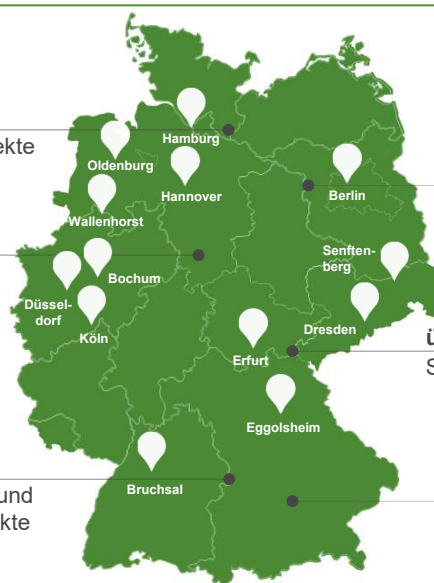 Hamburg
ekte
Oldenburg
Hannover
Berlin
Wallenhorst
Senften-
berg
Bochum
Düssel-
dorf
Köln
Dresden
Erfurt
ü
S
Eggolsheim
Bruchsal
und
kte